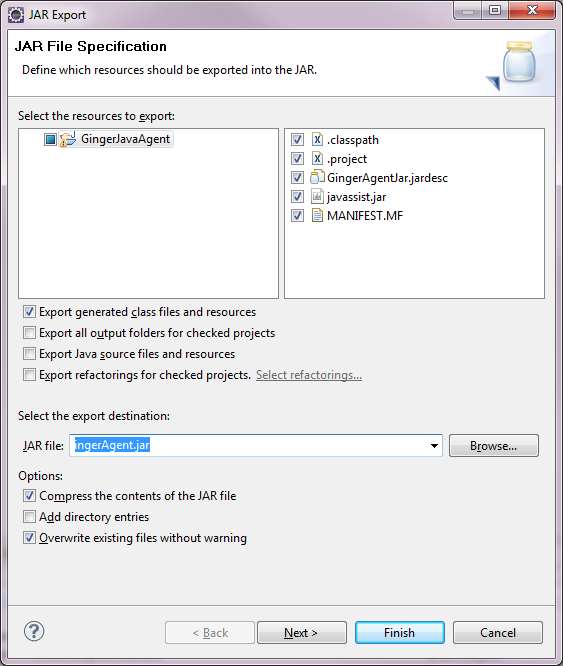 JAR Export
JAR File Specification
Define which resources should be exported into the JAR.
Select the resources to export:
GingerJavaAgent
.classpath
.project
GingerAgentJar.jardesc
javassist.jar
MANIFEST.MF
Export generated class files and resources
Export all output folders for checked projects
Export Java source files and resources
Export refactorings for checked projects. Select refactorings...
Select the export destination:
JAR file: ingerAgent.jar Browse...
Options:
Compress the contents of the JAR file
Add directory entries
Overwrite existing files without warning
? < Back Next > Finish Cancel